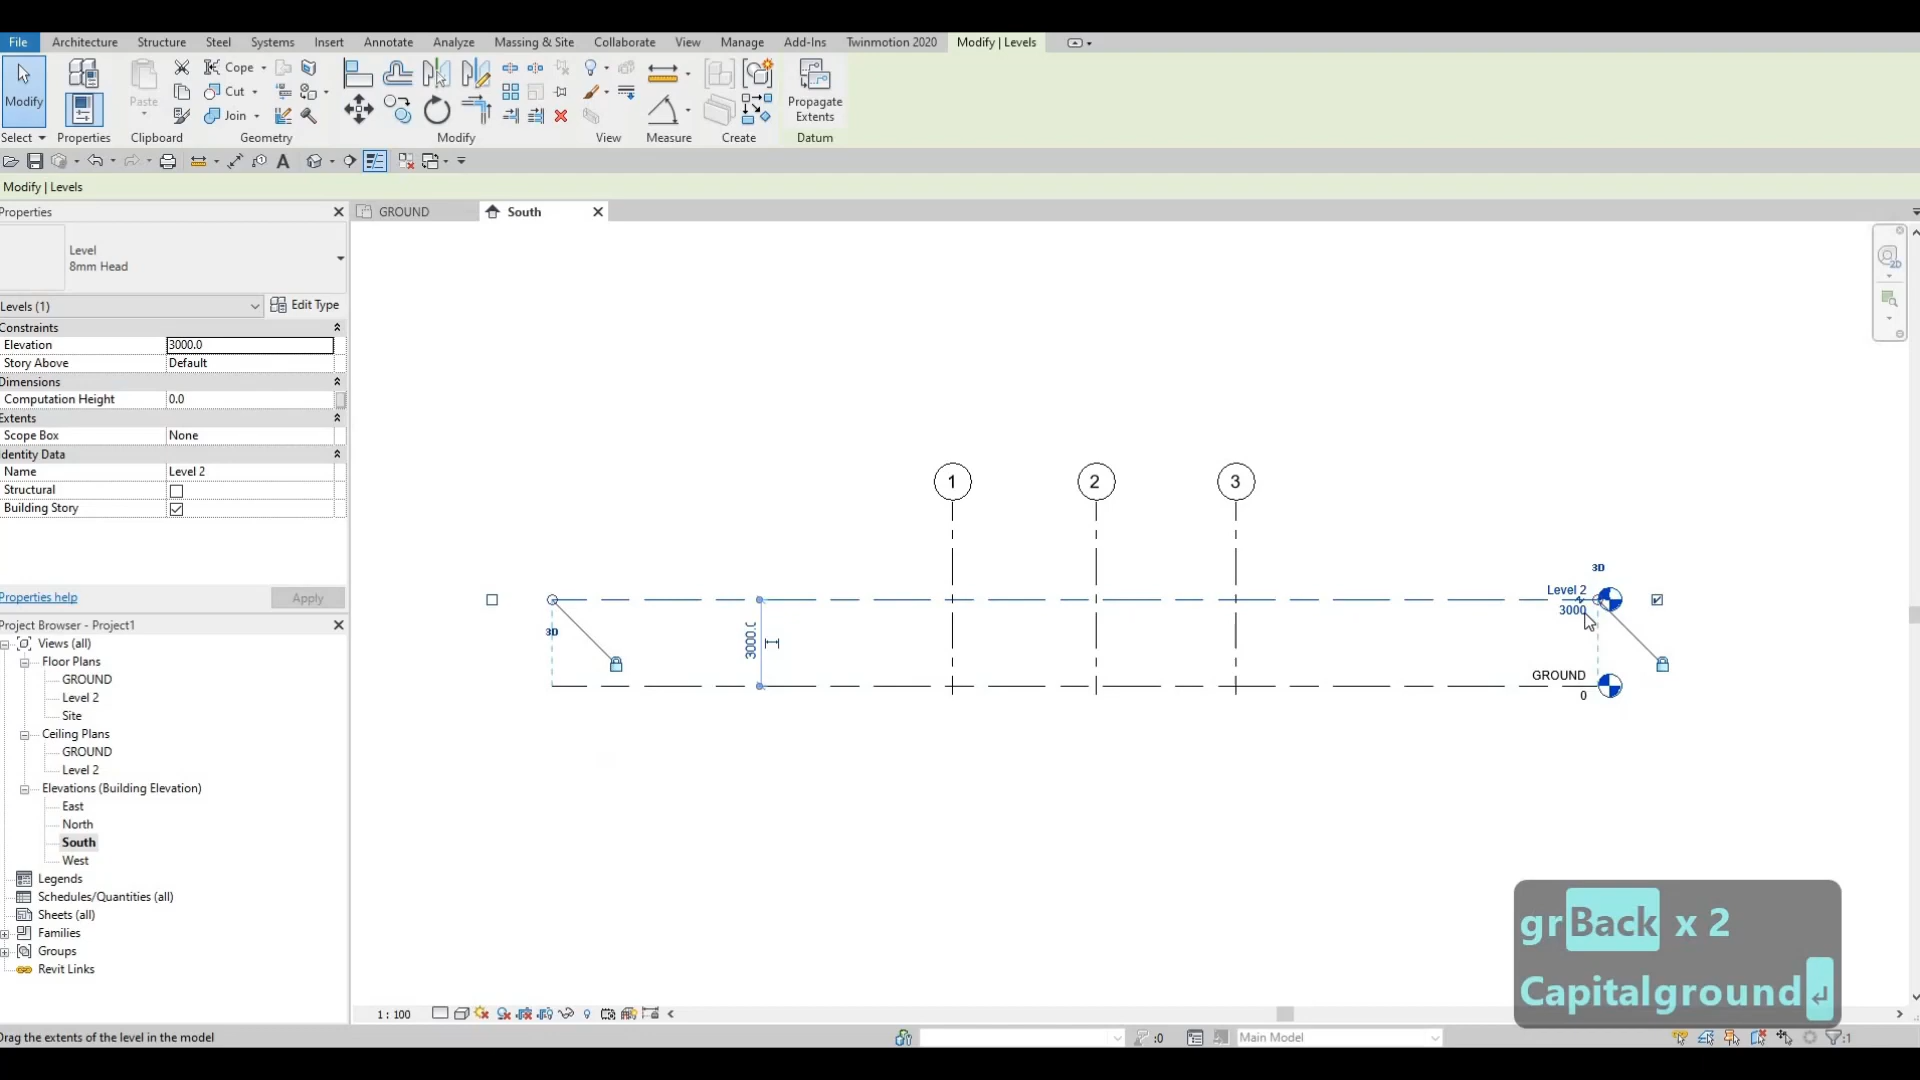 File Architecture Structure Steel Systems Insert Annotate Analyze Massing & Site Collaborate View Manage Add-Ins Twinmotion 2020 Modify | Levels
Cope
Cut
Join
Modify
Paste
Propagate
Extents
Select Properties Clipboard Geometry Modify View Measure Create Datum
Modify | Levels
Properties
GROUND
South
Level
8mm Head
Levels (1)
Edit Type
Constraints
Elevation 3000.0
Story Above Default
Dimensions
Computation Height 0.0
Extents
Scope Box None
Identity Data
Name Level 2
Structural
Building Story
Properties help
Apply
Project Browser - Project1
Views (all)
Floor Plans
GROUND
Level 2
Site
Ceiling Plans
GROUND
Level 2
Elevations (Building Elevation)
East
North
South
West
Legends
Schedules/Quantities (all)
Sheets (all)
Families
Groups
Revit Links
2D
1 2 3
3D
Level 2
3000
3D
3000.0
GROUND
0
grBack x 2
Capitalground
1 : 100
Drag the extents of the level in the model
:0
Main Model
:1